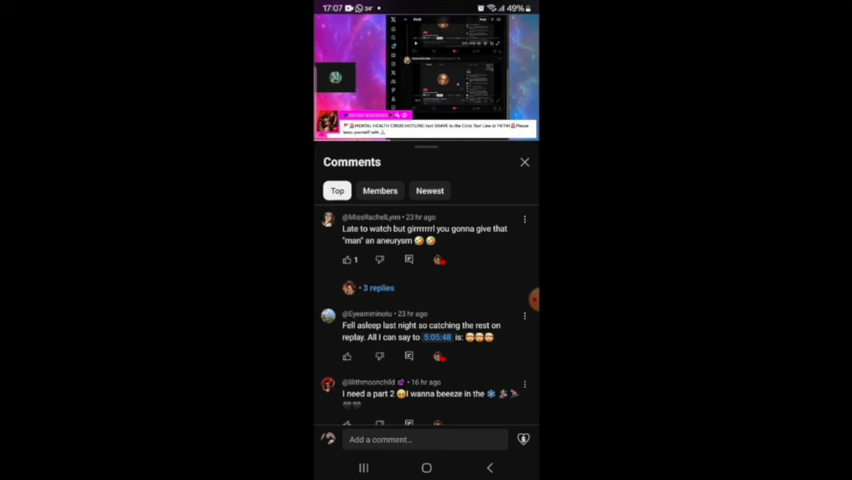 17:07 34° 49%
MENTAL HEALTH CRISIS HOTLINE: text SHARE to the Crisis Text Line at 741741 Please
keep yourself safe
Comments
Top Members Newest
@MissRachelLynn • 23 hr ago
Late to watch but girrrrrrrl you gonna give that
"man" an aneurysm 🤣 🤣
1
• 3 replies
@Eyeamminotu • 23 hr ago
Fell asleep last night so catching the rest on
replay. All I can say to 5:05:48 is: 🤯🤯🤯
@lilithmoonchild • 16 hr ago
I need a part 2 I wanna beeeze in the ❄️
🖤🖤
Add a comment...